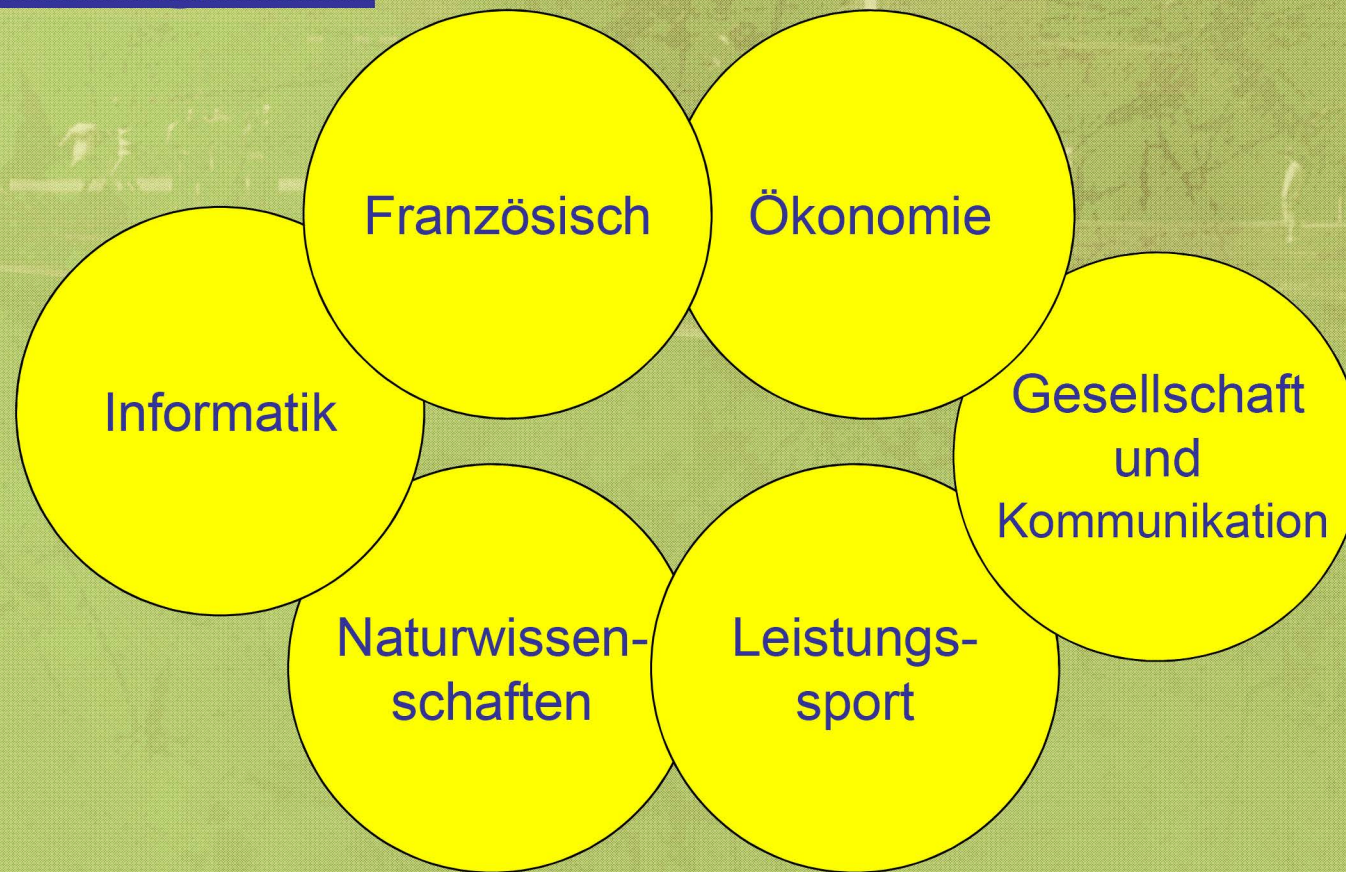 Französisch
Ökonomie
Informatik
Gesellschaft
und
Kommunikation
Naturwissen-
schaften
Leistungs-
sport